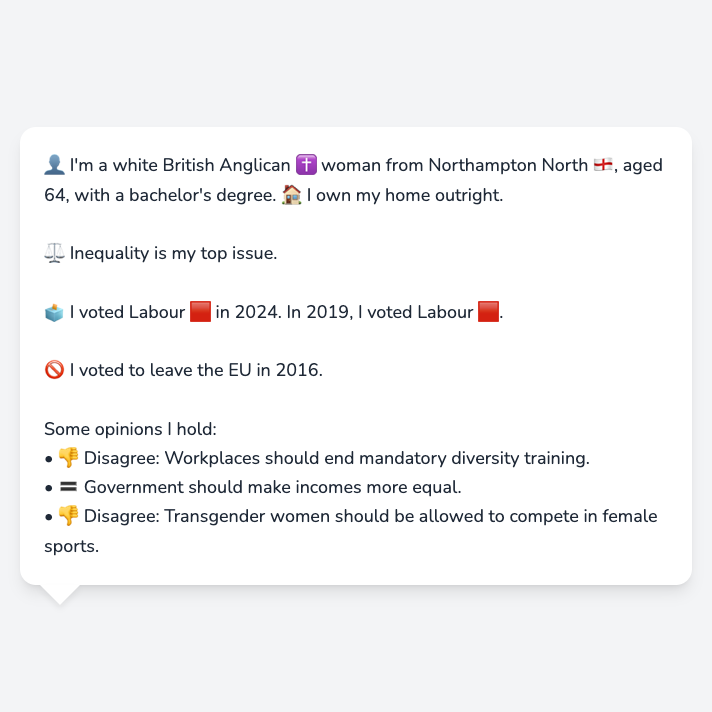 👤 I'm a white British Anglican ✝️ woman from Northampton North 🏴󠁧󠁢󠁥󠁮󠁧󠁿, aged
64, with a bachelor's degree. 🏠 I own my home outright.
⚖️ Inequality is my top issue.
🗳️ I voted Labour 🟥 in 2024. In 2019, I voted Labour 🟥.
🚫 I voted to leave the EU in 2016.
Some opinions I hold:
• 👎 Disagree: Workplaces should end mandatory diversity training.
• 🟰 Government should make incomes more equal.
• 👎 Disagree: Transgender women should be allowed to compete in female
sports.